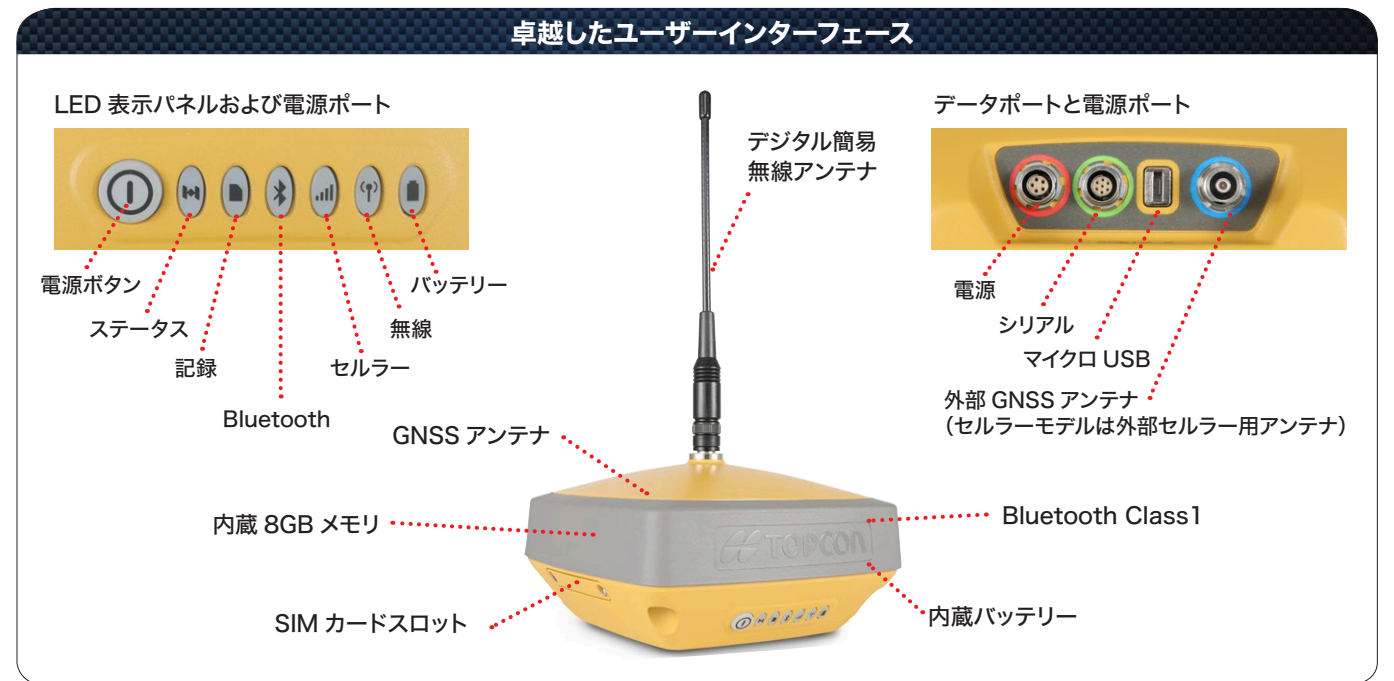 卓越したユーザーインターフェース
LED 表示パネルおよび電源ポート
電源ボタン
ステータス
記録
Bluetooth
セルラー
無線
バッテリー
デジタル簡易
無線アンテナ
データポートと電源ポート
電源
シリアル
マイクロ USB
外部 GNSS アンテナ
（セルラーモデルは外部セルラー用アンテナ）
GNSS アンテナ
内蔵 8GB メモリ
SIM カードスロット
TOPCON
Bluetooth Class1
内蔵バッテリー